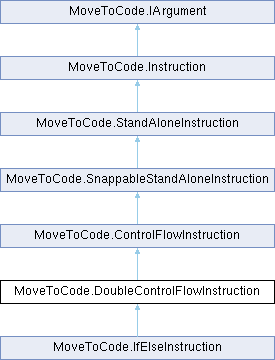 MoveToCode.IArgument
MoveToCode.Instruction
MoveToCode.StandAloneInstruction
MoveToCode.SnappableStandAloneInstruction
MoveToCode.ControlFlowInstruction
MoveToCode.DoubleControlFlowInstruction
MoveToCode.IfElseInstruction